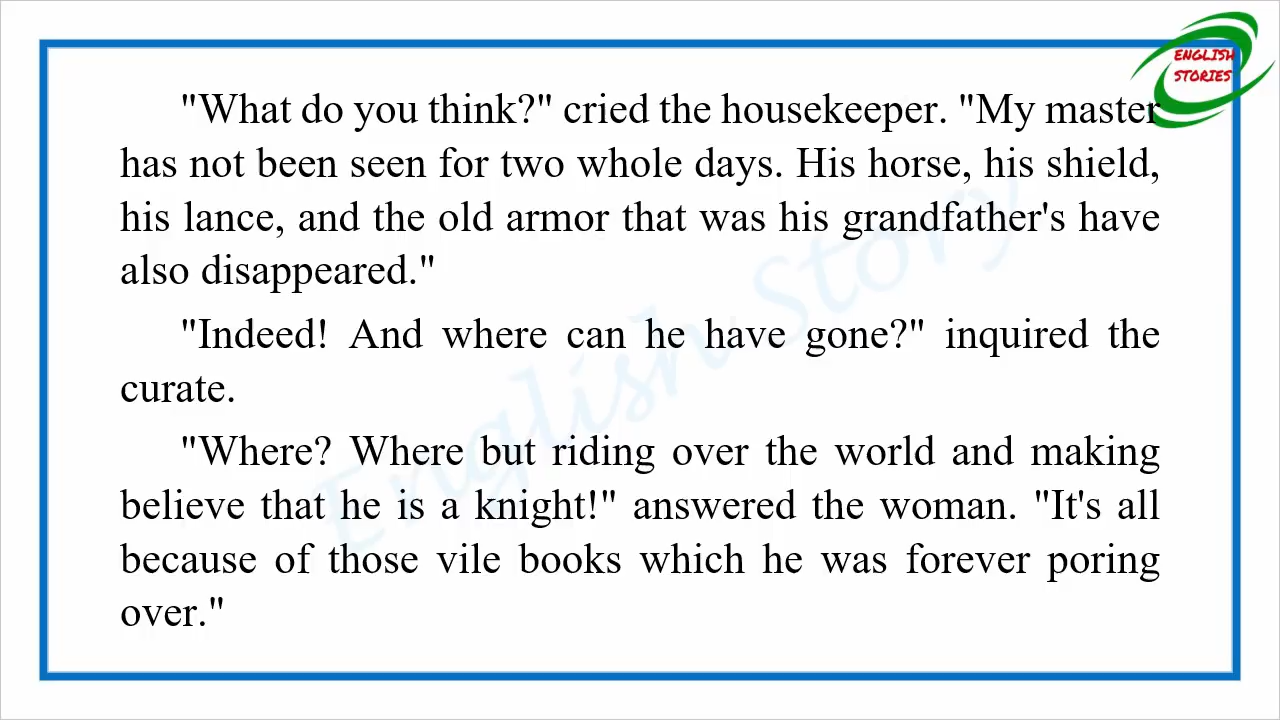 ENGLISH
STORIES
"What do you think?" cried the housekeeper. "My master
has not been seen for two whole days. His horse, his shield,
his lance, and the old armor that was his grandfather's have
also disappeared."
"Indeed! And where can he have gone?" inquired the
curate.
"Where? Where but riding over the world and making
believe that he is a knight!" answered the woman. "It's all
because of those vile books which he was forever poring
over."
English Story